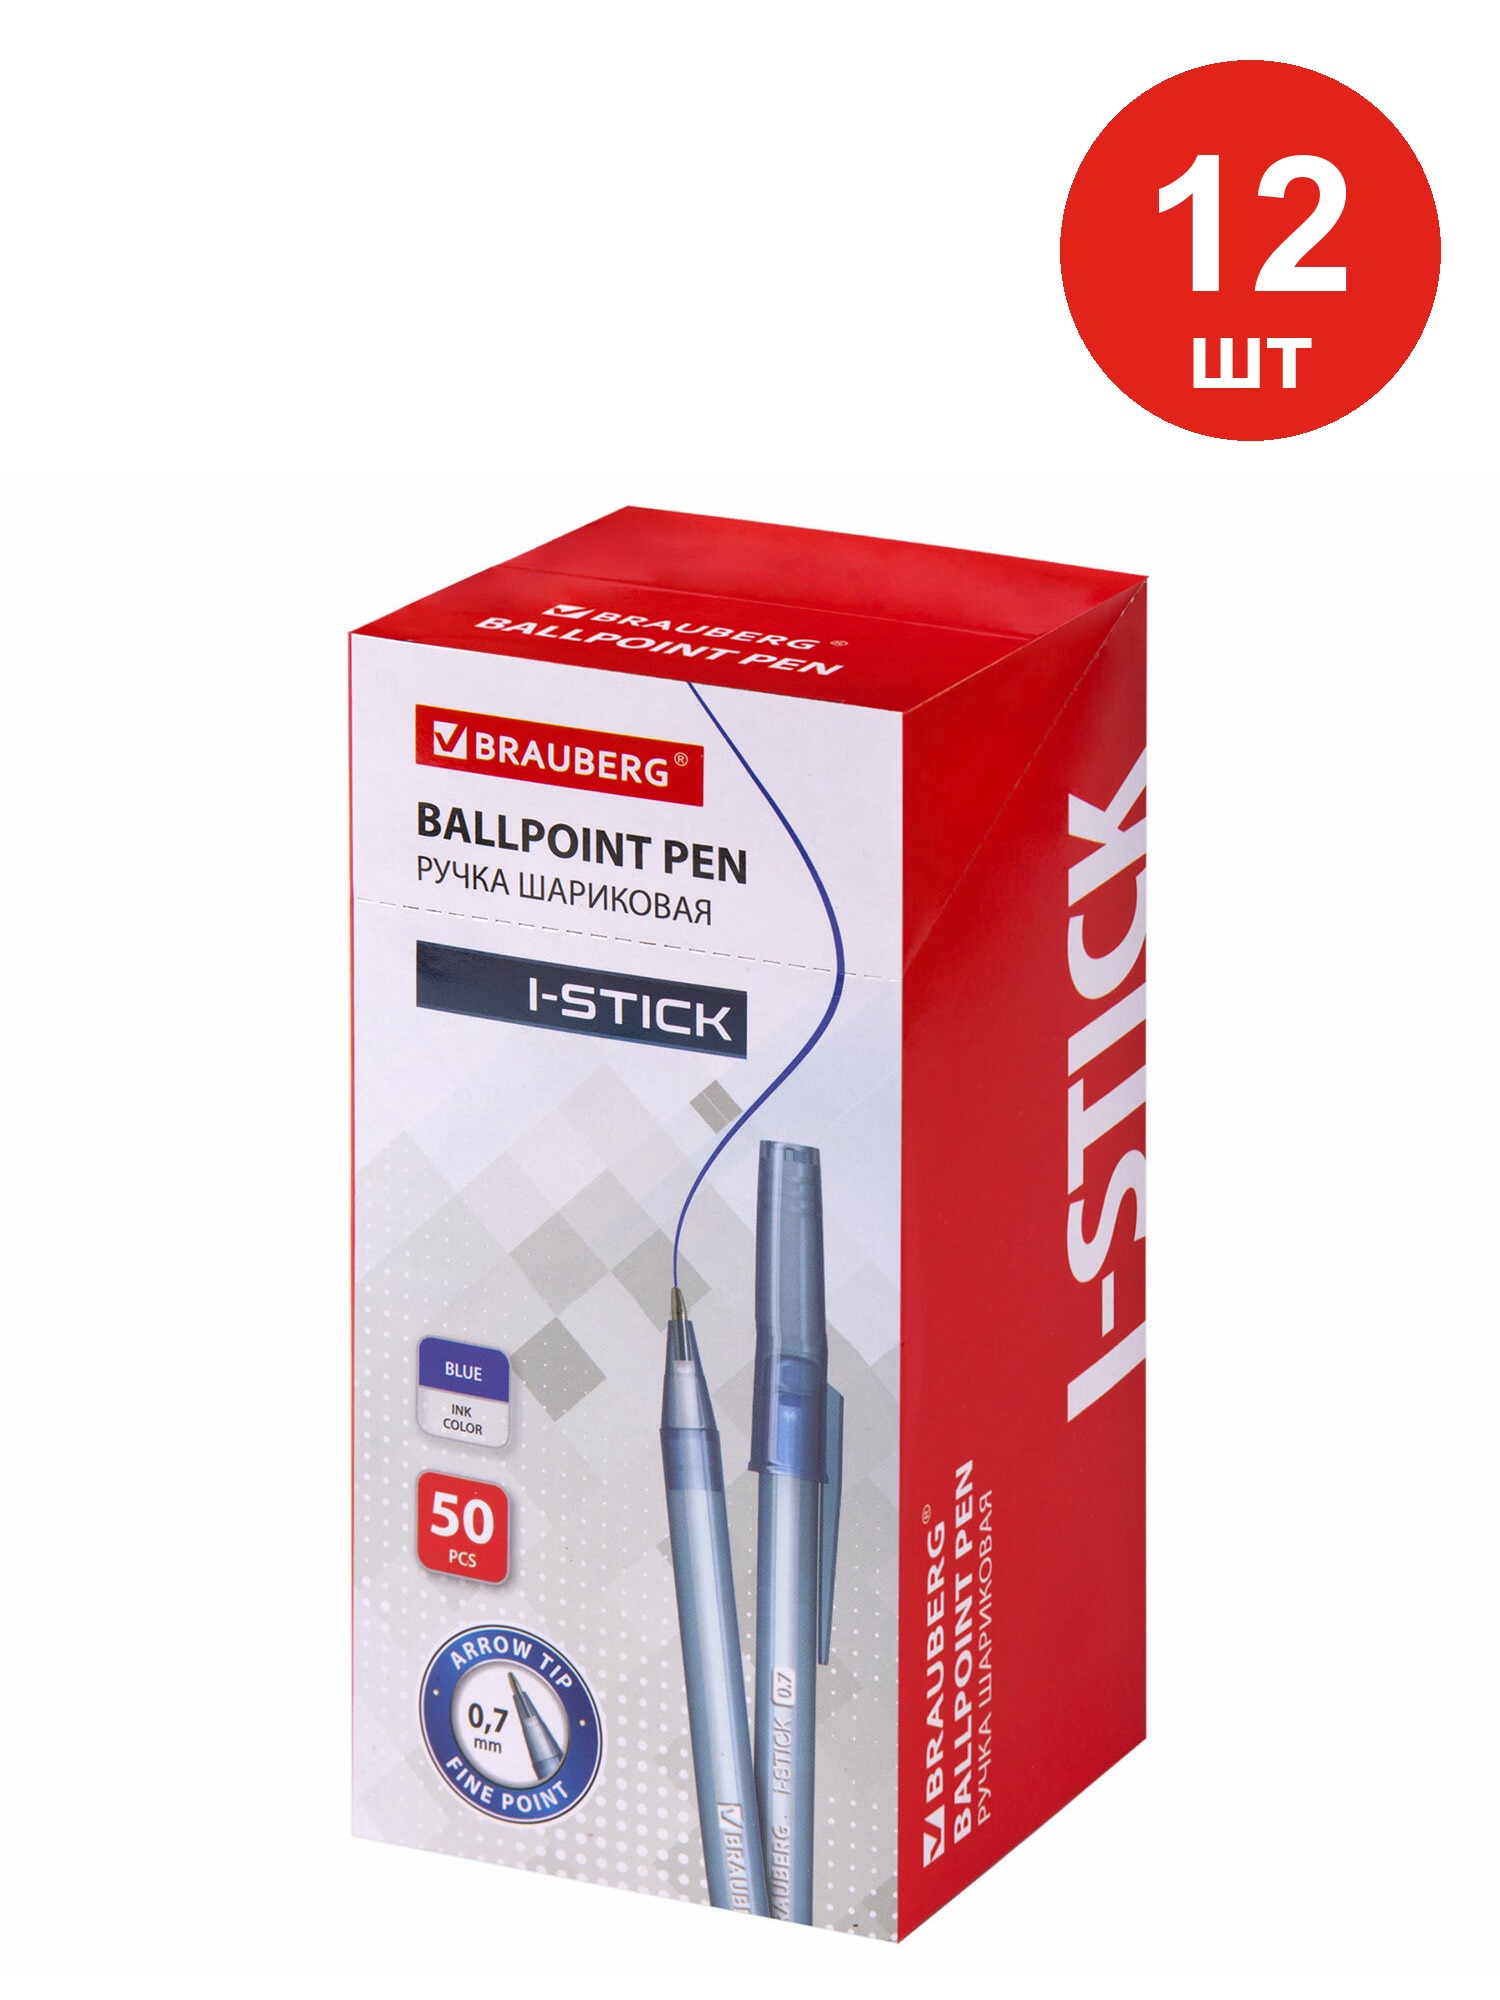 12
шт
BRAUBERG®
BALLPOINT PEN
BRAUBERG®
BALLPOINT PEN
РУЧКА ШАРИКОВАЯ
I-STICK
BLUE
INK
COLOR
50
PCS
ARROW TIP
0,7
mm
FINE POINT
BRAUBE
BRAUBERG. I-STICK 0.7
I-STICK
BRAUBERG®
BALLPOINT PEN
РУЧКА ШАРИКОВАЯ